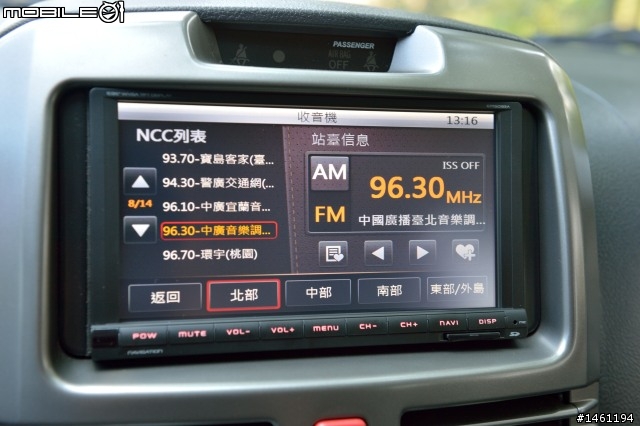 MOBILE01
PASSENGER
AIR BAG
OFF
收音機
13:16
NCC列表
93.70-寶島客家(臺...
94.30-警廣交通網(...
96.10-中廣宜蘭音...
96.30-中廣音樂調...
96.70-環宇(桃園)
8/14
站臺信息
ISS OFF
AM
FM
96.30MHz
中國廣播臺北音樂調...
返回
北部
中部
南部
東部/外島
POW
MUTE
VOL-
VOL+
MENU
CH-
CH+
NAVI
DISP
NAVIGATION
SD
#1461194